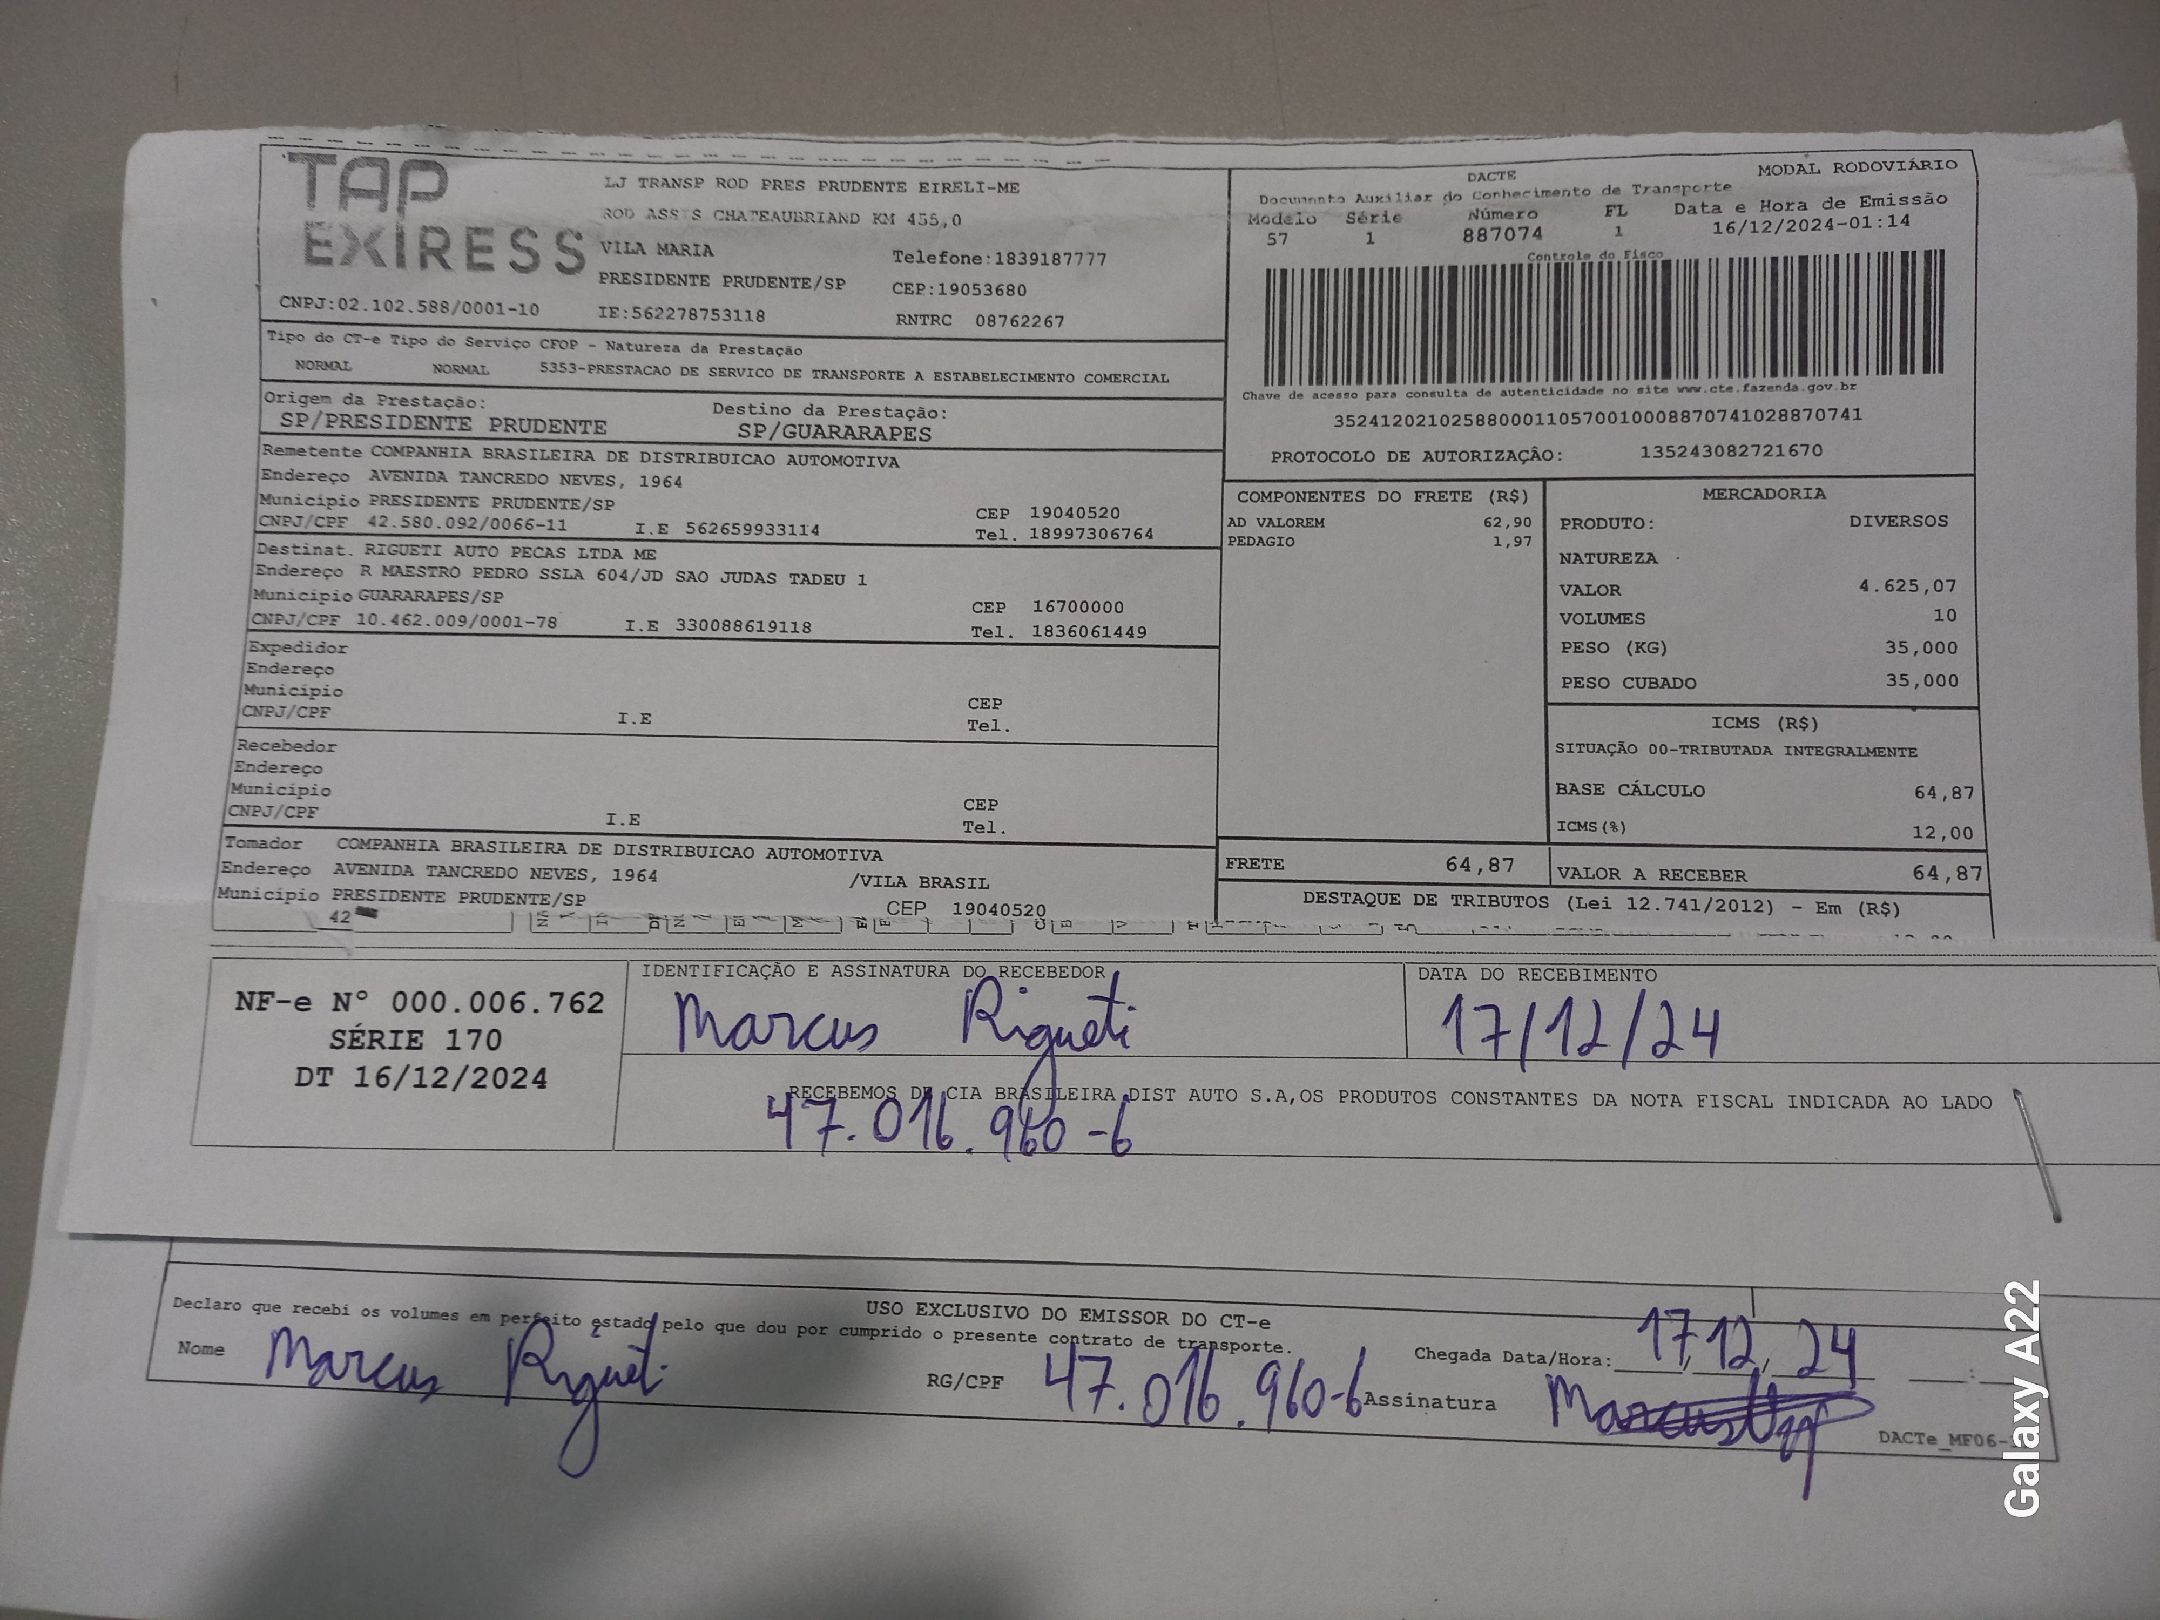 TAP
EXIRESS
LJ TRANSP ROD PRES PRUDENTE EIRELI-ME
ROD ASSIS CHATEAUBRIAND KM 455,0
VILA MARIA
Telefone:1839187777
PRESIDENTE PRUDENTE/SP
CEP:19053680
CNPJ:02.102.588/0001-10
IE:562278753118
RNTRC 08762267
DACTE
MODAL RODOVIÁRIO
Documento Auxiliar do Conhecimento de Transporte
Modelo Série Número FL Data e Hora de Emissão
57 1 887074 1 16/12/2024-01:14
Controle do Fisco
Chave de acesso para consulta de autenticidade no site www.cte.fazenda.gov.br
35241202102588000110570010008870741028870741
PROTOCOLO DE AUTORIZAÇÃO: 135243082721670
Tipo do CT-e Tipo do Serviço CFOP - Natureza da Prestação
NORMAL NORMAL 5353-PRESTACAO DE SERVICO DE TRANSPORTE A ESTABELECIMENTO COMERCIAL
Origem da Prestação: Destino da Prestação:
SP/PRESIDENTE PRUDENTE SP/GUARARAPES
Remetente COMPANHIA BRASILEIRA DE DISTRIBUICAO AUTOMOTIVA
Endereço AVENIDA TANCREDO NEVES, 1964
Município PRESIDENTE PRUDENTE/SP CEP 19040520
CNPJ/CPF 42.580.092/0066-11 I.E 562659933114 Tel. 18997306764
Destinat. RIGUETI AUTO PECAS LTDA ME
Endereço R MAESTRO PEDRO SSLA 604/JD SAO JUDAS TADEU 1
Município GUARARAPES/SP CEP 16700000
CNPJ/CPF 10.462.009/0001-78 I.E 330088619118 Tel. 1836061449
Expedidor
Endereço
Município CEP
CNPJ/CPF I.E Tel.
Recebedor
Endereço
Município CEP
CNPJ/CPF I.E Tel.
Tomador COMPANHIA BRASILEIRA DE DISTRIBUICAO AUTOMOTIVA
Endereço AVENIDA TANCREDO NEVES, 1964 /VILA BRASIL
Município PRESIDENTE PRUDENTE/SP CEP 19040520
42
COMPONENTES DO FRETE (R$)
AD VALOREM 62,90
PEDAGIO 1,97
MERCADORIA
PRODUTO: DIVERSOS
NATUREZA
VALOR 4.625,07
VOLUMES 10
PESO (KG) 35,000
PESO CUBADO 35,000
ICMS (R$)
SITUAÇÃO 00-TRIBUTADA INTEGRALMENTE
BASE CÁLCULO 64,87
ICMS(%) 12,00
FRETE 64,87 VALOR A RECEBER 64,87
DESTAQUE DE TRIBUTOS (Lei 12.741/2012) - Em (R$)
NF-e N° 000.006.762
SÉRIE 170
DT 16/12/2024
IDENTIFICAÇÃO E ASSINATURA DO RECEBEDOR
Marcus Rigueti
DATA DO RECEBIMENTO
17/12/24
RECEBEMOS DE CIA BRASILEIRA DIST AUTO S.A,OS PRODUTOS CONSTANTES DA NOTA FISCAL INDICADA AO LADO
47.016.960-6
USO EXCLUSIVO DO EMISSOR DO CT-e
Declaro que recebi os volumes em perfeito estado pelo que dou por cumprido o presente contrato de transporte.
Nome Marcus Rigueti
RG/CPF 47.016.960-6
Chegada Data/Hora: 17/12/24 :
Assinatura Marcus
DACTe_MF06-
Galaxy A22